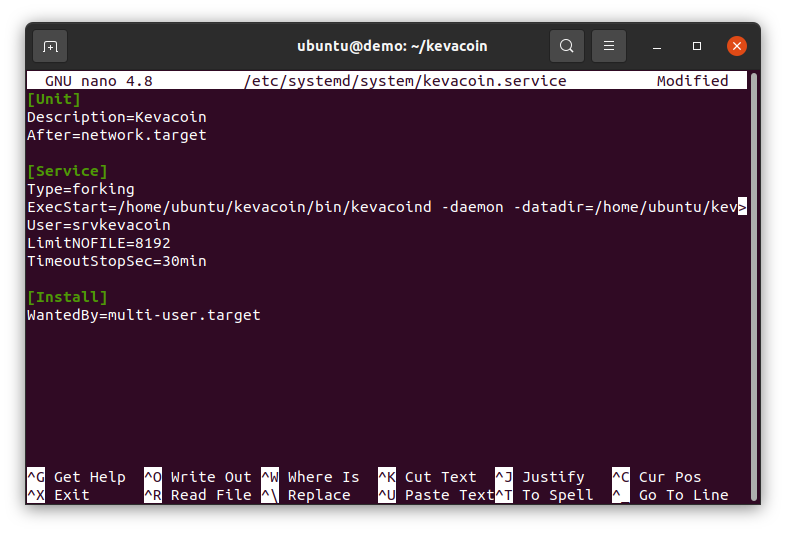 ubuntu@demo: ~/kevacoin
GNU nano 4.8 /etc/systemd/system/kevacoin.service Modified
[Unit]
Description=Kevacoin
After=network.target
[Service]
Type=forking
ExecStart=/home/ubuntu/kevacoin/bin/kevacoind -daemon -datadir=/home/ubuntu/kev>
User=srvkevacoin
LimitNOFILE=8192
TimeoutStopSec=30min
[Install]
WantedBy=multi-user.target
^G Get Help ^O Write Out ^W Where Is ^K Cut Text ^J Justify ^C Cur Pos
^X Exit ^R Read File ^\ Replace ^U Paste Text ^T To Spell ^_ Go To Line